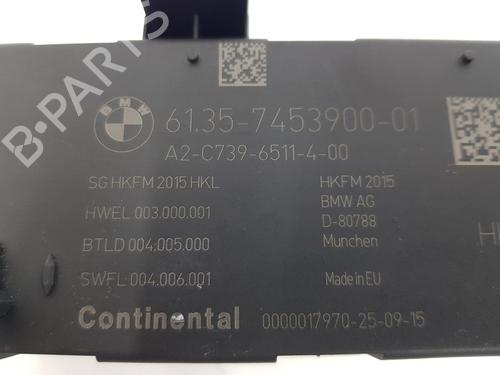 BMW
61.35-7453900-01
A2-C739-6511-4-00
SG HKFM 2015 HKL
HWEL 003.000.001
BTLD 004.005.000
SWFL 004.006.001
HKFM 2015
BMW AG
D-80788
Munchen
Made in EU
Continental 0000017970-25-09-15
B-PARTS